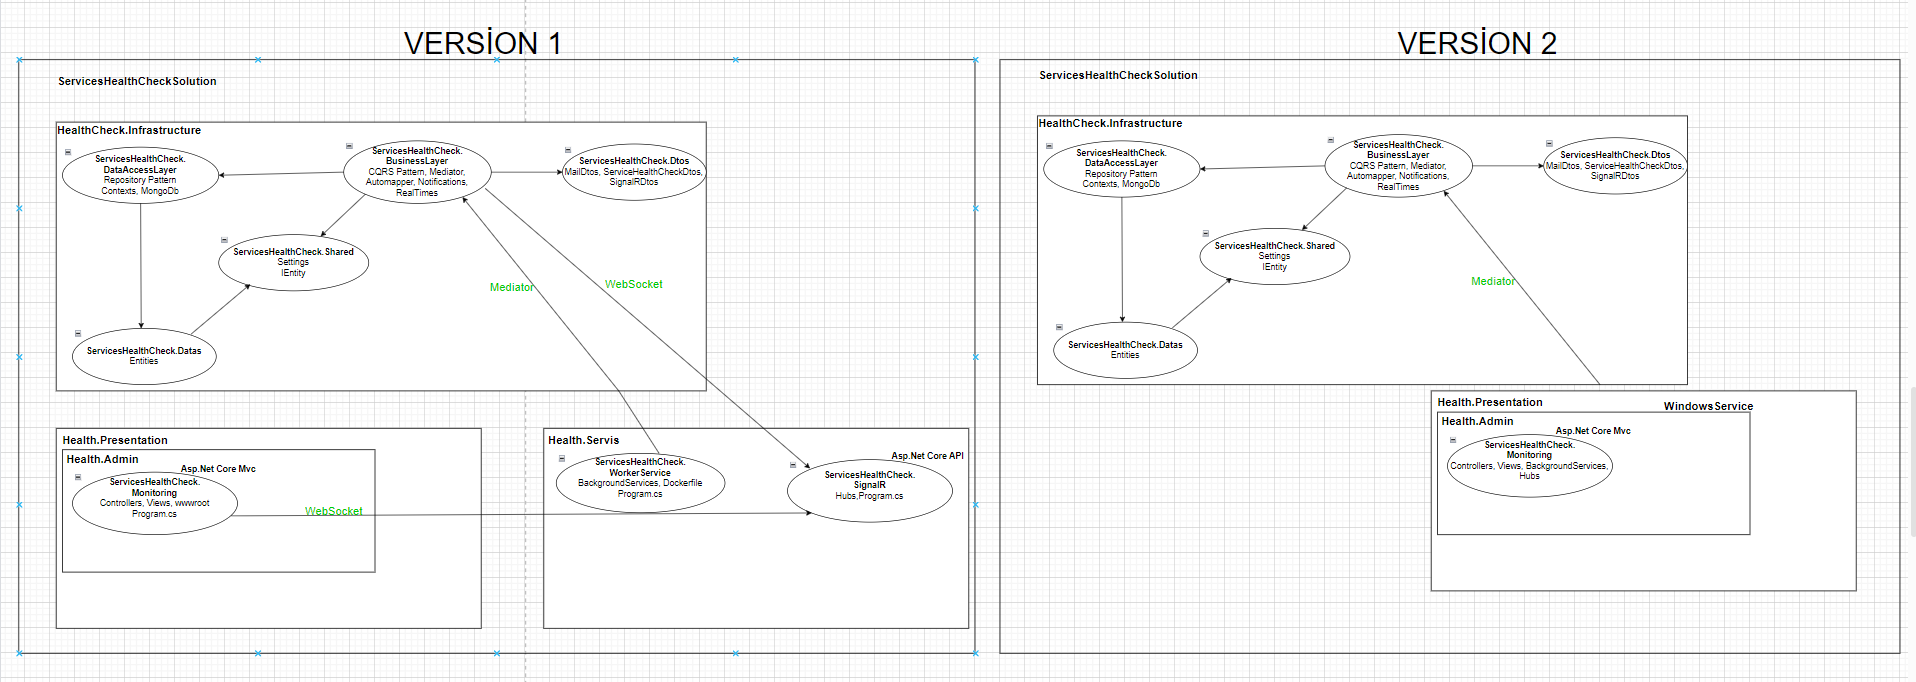 VERSİON 1
ServicesHealthCheckSolution
HealthCheck.Infrastructure
ServicesHealthCheck.
DataAccessLayer
Repository Pattern
Contexts, MongoDb
ServicesHealthCheck.
BusinessLayer
CQRS Pattern, Mediator,
Automapper, Notifications,
RealTimes
ServicesHealthCheck.Dtos
MailDtos, ServiceHealthCheckDtos,
SignalRDtos
ServicesHealthCheck.Shared
Settings
IEntity
Mediator
WebSocket
ServicesHealthCheck.Datas
Entities
Health.Presentation
Health.Admin
Asp.Net Core Mvc
ServicesHealthCheck.
Monitoring
Controllers, Views, wwwroot
Program.cs
WebSocket
Health.Servis
ServicesHealthCheck.
WorkerService
BackgroundServices, Dockerfile
Program.cs
Asp.Net Core API
ServicesHealthCheck.
SignalR
Hubs,Program.cs
VERSİON 2
ServicesHealthCheckSolution
HealthCheck.Infrastructure
ServicesHealthCheck.
DataAccessLayer
Repository Pattern
Contexts, MongoDb
ServicesHealthCheck.
BusinessLayer
CQRS Pattern, Mediator,
Automapper, Notifications,
RealTimes
ServicesHealthCheck.Dtos
MailDtos, ServiceHealthCheckDtos,
SignalRDtos
ServicesHealthCheck.Shared
Settings
IEntity
Mediator
ServicesHealthCheck.Datas
Entities
Health.Presentation
WindowsService
Health.Admin
Asp.Net Core Mvc
ServicesHealthCheck.
Monitoring
Controllers, Views, BackgroundServices,
Hubs